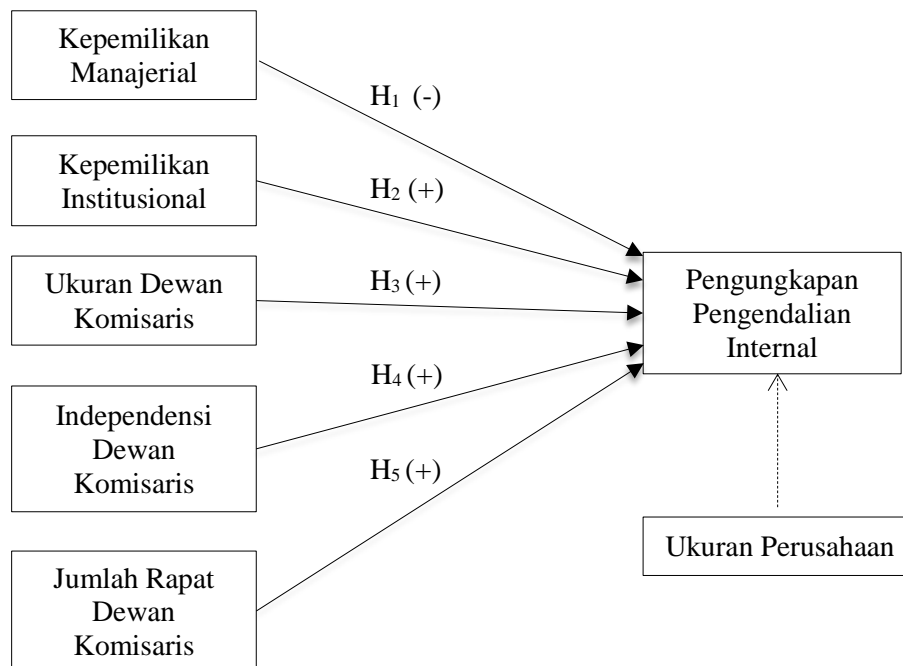 Kepemilikan
Manajerial
H₁ (-)
Kepemilikan
Institusional
H₂ (+)
Ukuran Dewan
Komisaris
H₃ (+)
Pengungkapan
Pengendalian
Internal
Independensi
Dewan
Komisaris
H₄ (+)
H₅ (+)
Ukuran Perusahaan
Jumlah Rapat
Dewan
Komisaris